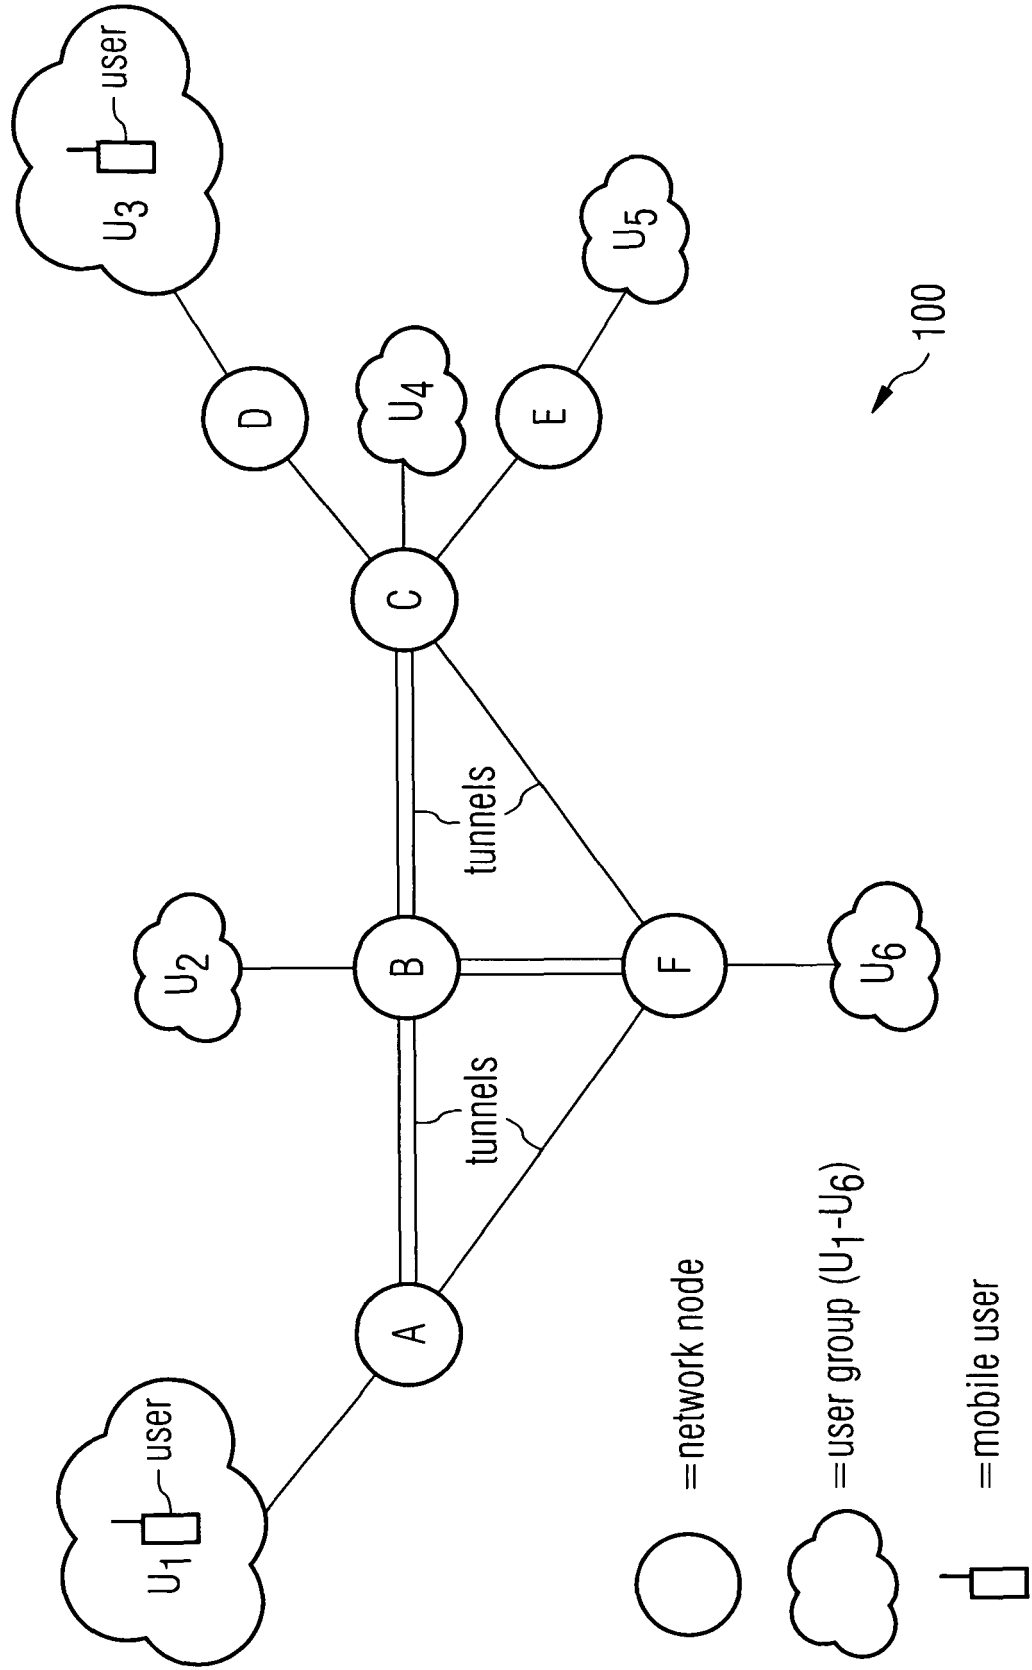 U1
user
A
U2
B
tunnels
tunnels
F
U6
C
D
U3
user
U4
E
U5
100
=network node
=user group (U1-U6)
=mobile user